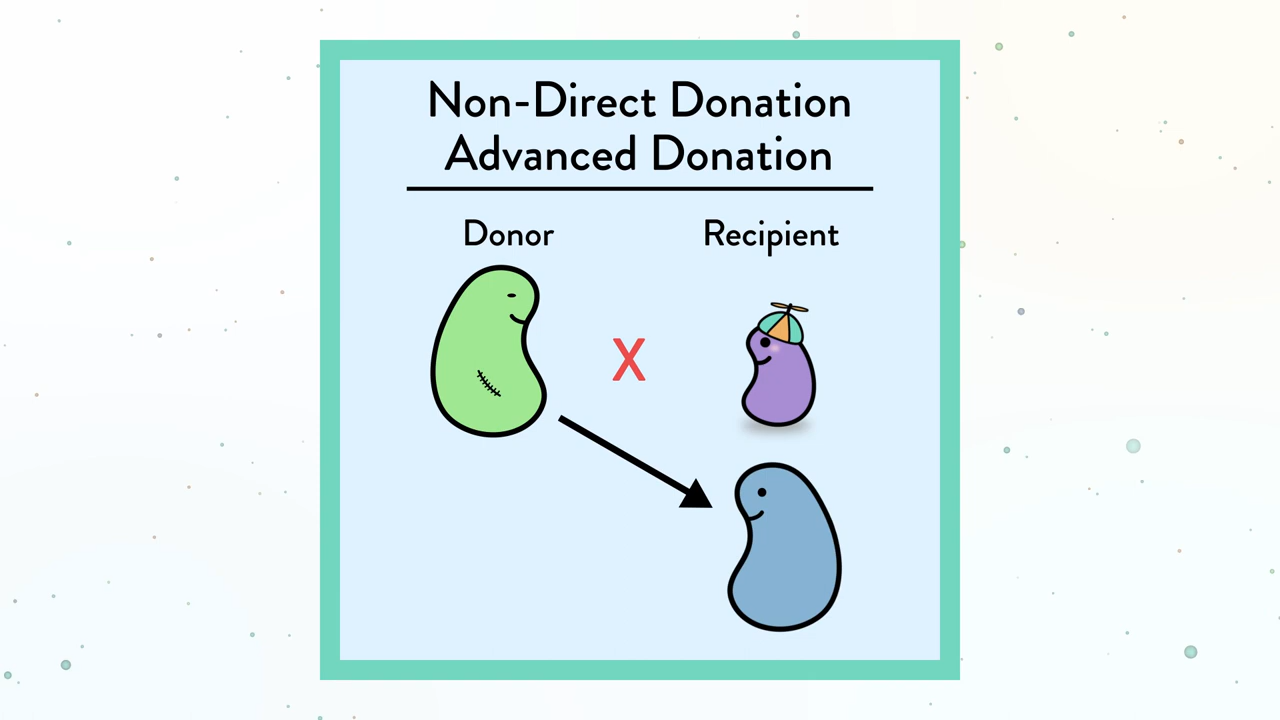 Non-Direct Donation
Advanced Donation
Donor
Recipient
X